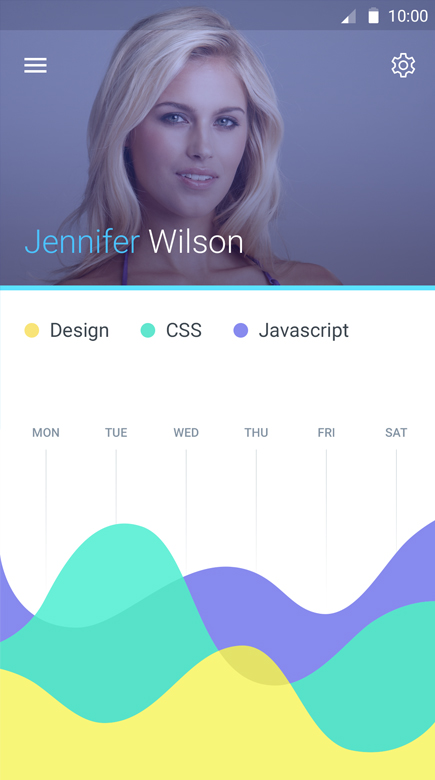 10:00
Jennifer Wilson
Design CSS Javascript
MON TUE WED THU FRI SAT